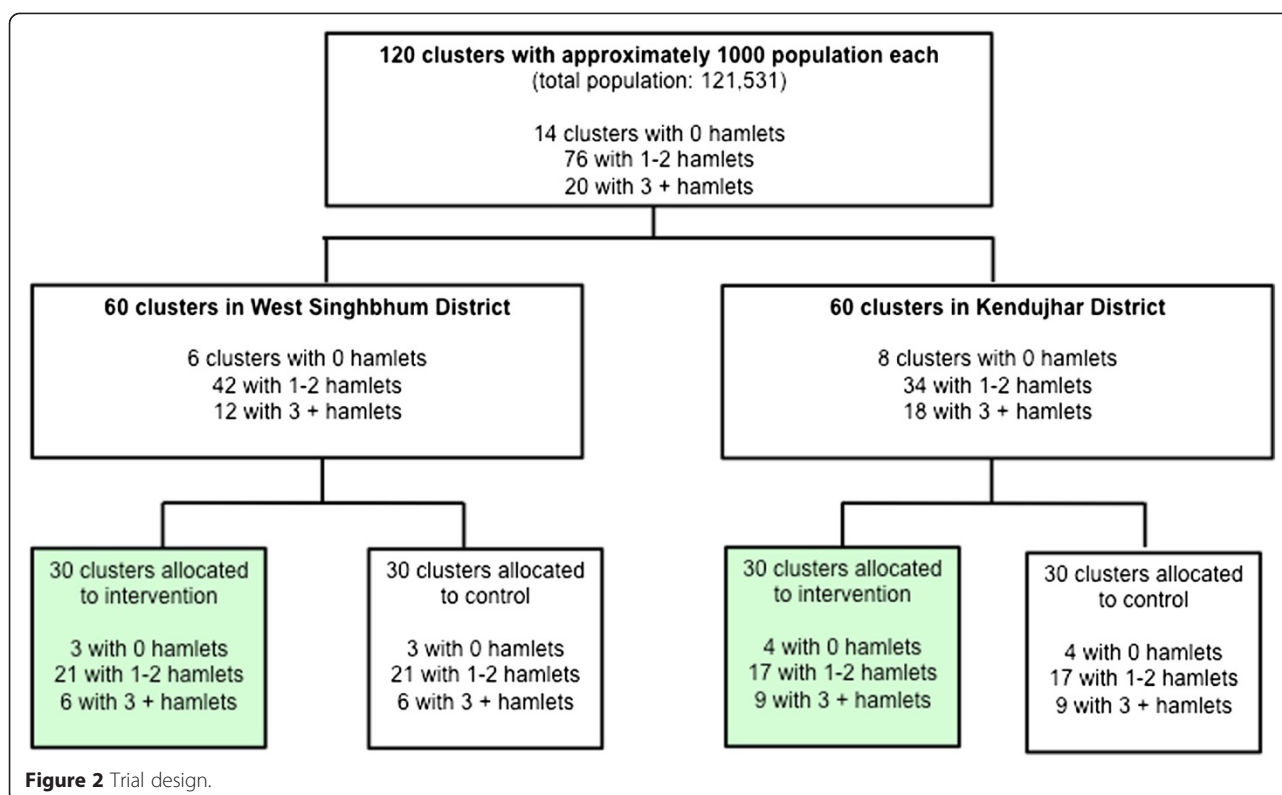 120 clusters with approximately 1000 population each
(total population: 121,531)
14 clusters with 0 hamlets
76 with 1-2 hamlets
20 with 3 + hamlets
60 clusters in West Singhbhum District
6 clusters with 0 hamlets
42 with 1-2 hamlets
12 with 3 + hamlets
60 clusters in Kendujhar District
8 clusters with 0 hamlets
34 with 1-2 hamlets
18 with 3 + hamlets
30 clusters allocated
to intervention
3 with 0 hamlets
21 with 1-2 hamlets
6 with 3 + hamlets
30 clusters allocated
to control
3 with 0 hamlets
21 with 1-2 hamlets
6 with 3 + hamlets
30 clusters allocated
to intervention
4 with 0 hamlets
17 with 1-2 hamlets
9 with 3 + hamlets
30 clusters allocated
to control
4 with 0 hamlets
17 with 1-2 hamlets
9 with 3 + hamlets
Figure 2 Trial design.